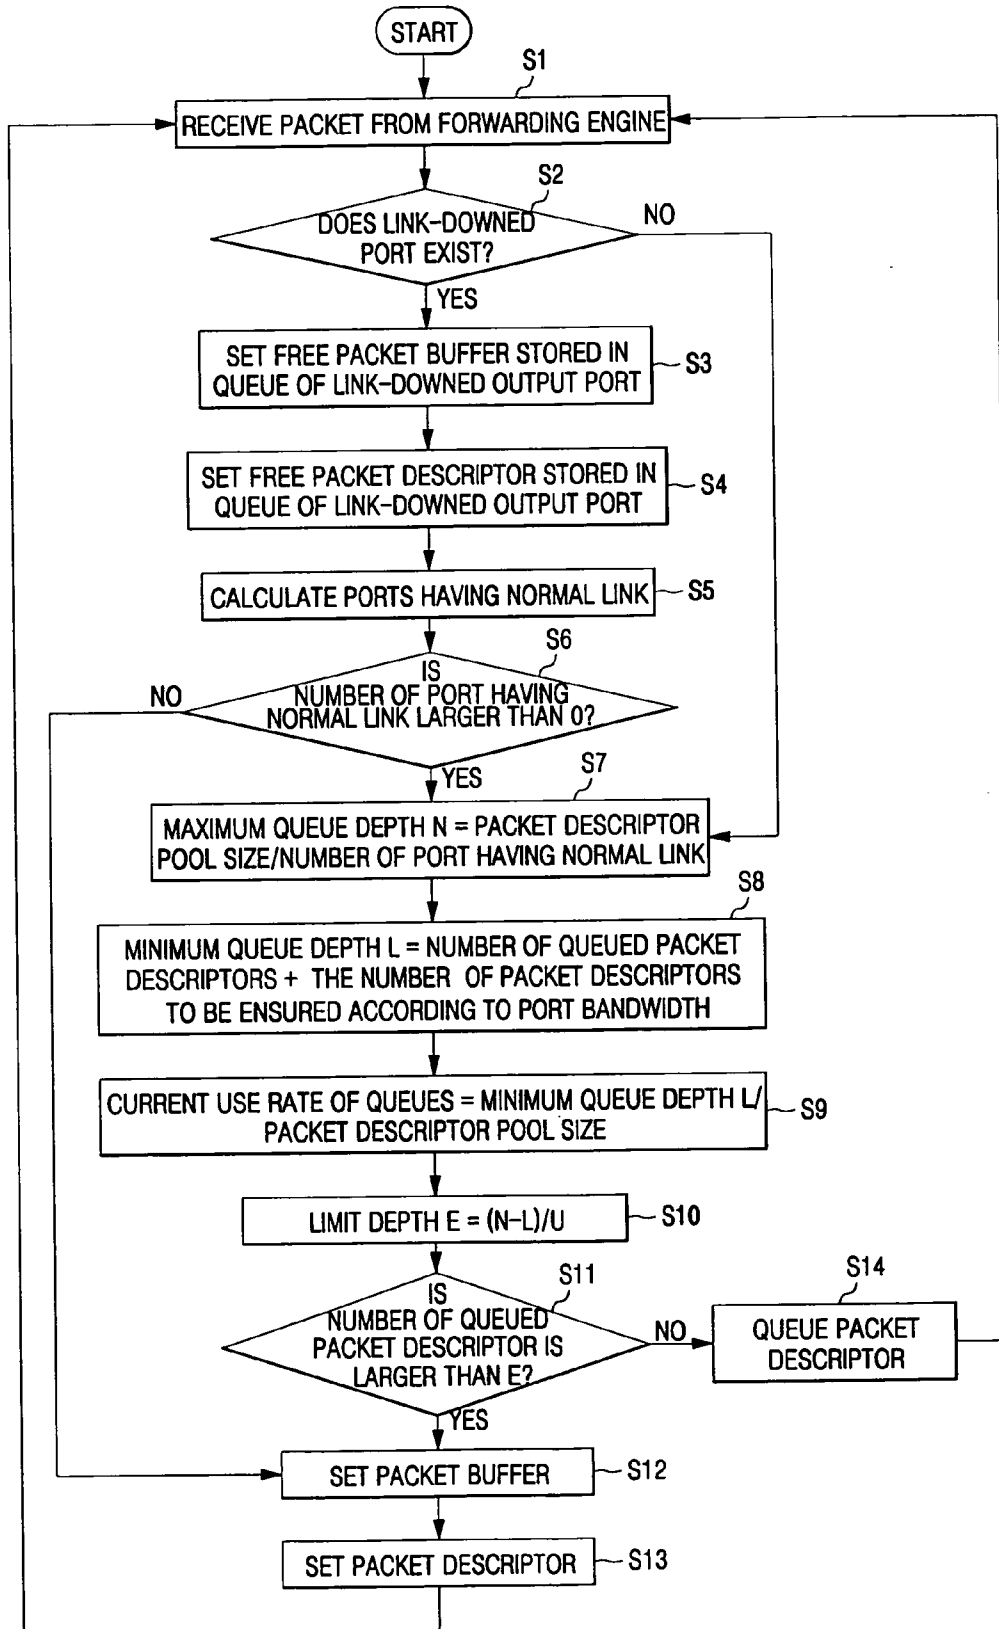 START
S1
RECEIVE PACKET FROM FORWARDING ENGINE
S2
DOES LINK-DOWNED
PORT EXIST?
NO
YES
SET FREE PACKET BUFFER STORED IN
QUEUE OF LINK-DOWNED OUTPUT PORT
S3
SET FREE PACKET DESCRIPTOR STORED IN
QUEUE OF LINK-DOWNED OUTPUT PORT
S4
CALCULATE PORTS HAVING NORMAL LINK
S5
S6
IS
NUMBER OF PORT HAVING
NORMAL LINK LARGER THAN 0?
NO
YES
S7
MAXIMUM QUEUE DEPTH N = PACKET DESCRIPTOR
POOL SIZE/NUMBER OF PORT HAVING NORMAL LINK
S8
MINIMUM QUEUE DEPTH L = NUMBER OF QUEUED PACKET
DESCRIPTORS + THE NUMBER OF PACKET DESCRIPTORS
TO BE ENSURED ACCORDING TO PORT BANDWIDTH
CURRENT USE RATE OF QUEUES = MINIMUM QUEUE DEPTH L/
PACKET DESCRIPTOR POOL SIZE
S9
LIMIT DEPTH E = (N-L)/U
S10
S11
IS
NUMBER OF QUEUED
PACKET DESCRIPTOR IS
LARGER THAN E?
NO
YES
S14
QUEUE PACKET
DESCRIPTOR
SET PACKET BUFFER
S12
SET PACKET DESCRIPTOR
S13